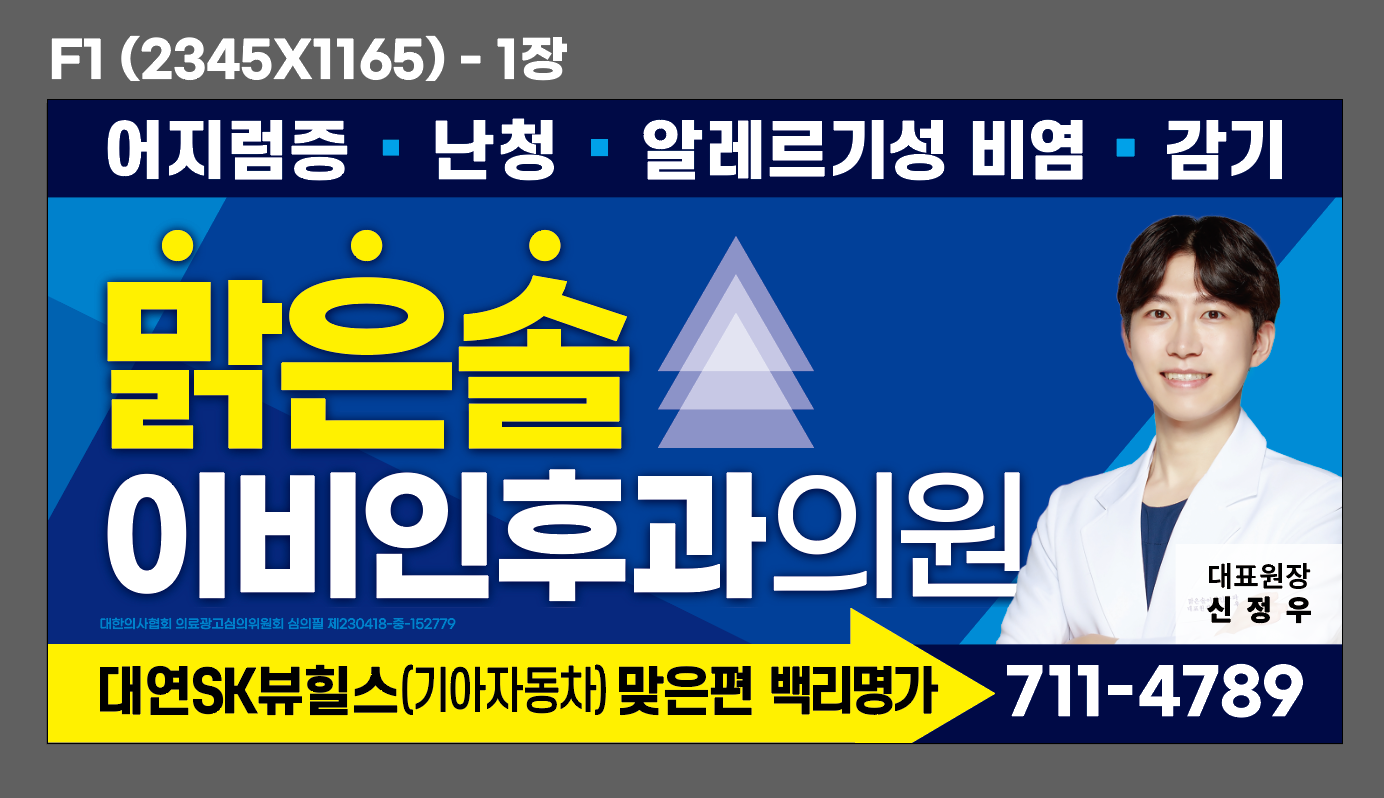 F1 (2345X1165) - 1장
어지럼증 ▪ 난청 ▪ 알레르기성 비염 ▪ 감기
맑은솔
이비인후과의원
대표원장
신정우
대한의사협회 의료광고심의위원회 심의필 제230418-중-152779
대연SK뷰힐스(기아자동차) 맞은편 백리명가
711-4789